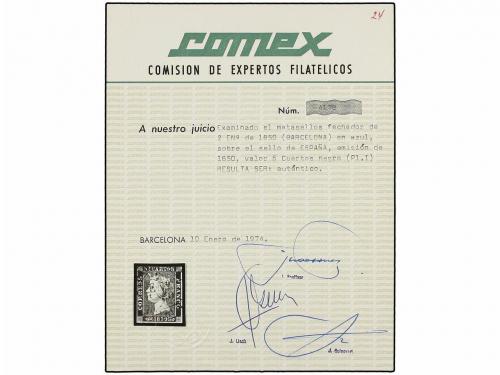 24
comex
COMISION DE EXPERTOS FILATELICOS
Núm.
A nuestro juicio Examinado el matasellos fechador de
2 ENº de 1850 (BARCELONA) en azul,
sobre el sello de ESPAÑA, emisión de
1850, valor 6 Cuartos negro (Pl.I)
RESULTA SER: auténtico.
BARCELONA 10 Enero de 1974.
CORREOS FRANCO
CUARTOS